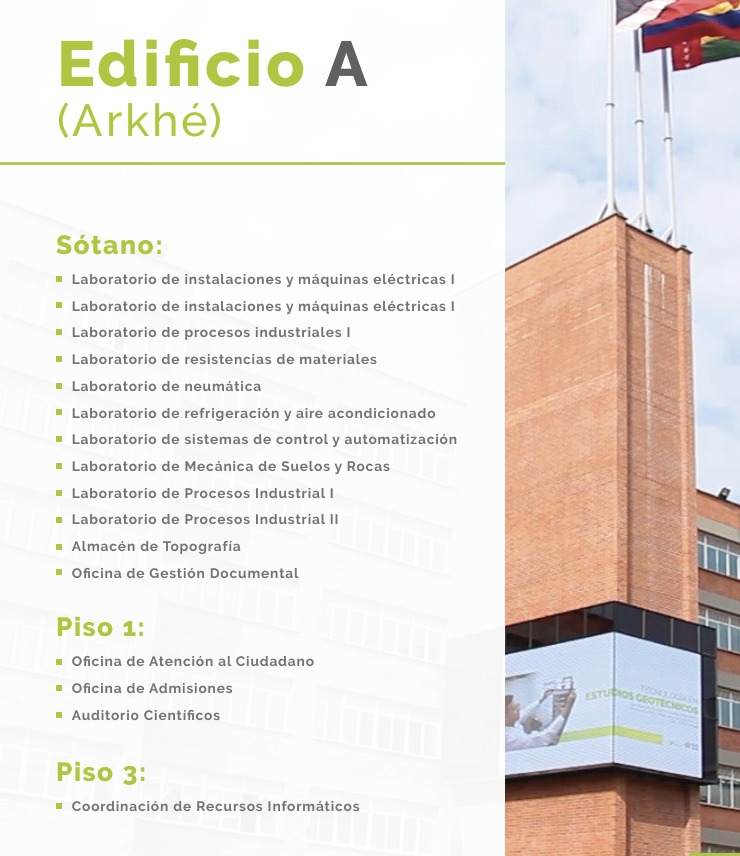 Edificio A
(Arkhé)
Sótano:
Laboratorio de instalaciones y máquinas eléctricas I
Laboratorio de instalaciones y máquinas eléctricas I
Laboratorio de procesos industriales I
Laboratorio de resistencias de materiales
Laboratorio de neumática
Laboratorio de refrigeración y aire acondicionado
Laboratorio de sistemas de control y automatización
Laboratorio de Mecánica de Suelos y Rocas
Laboratorio de Procesos Industrial I
Laboratorio de Procesos Industrial II
Almacén de Topografía
Oficina de Gestión Documental
Piso 1:
Oficina de Atención al Ciudadano
Oficina de Admisiones
Auditorio Científicos
Piso 3:
Coordinación de Recursos Informáticos
TECNOLOGÍA EN
ESTUDIOS GEOTÉCNICOS